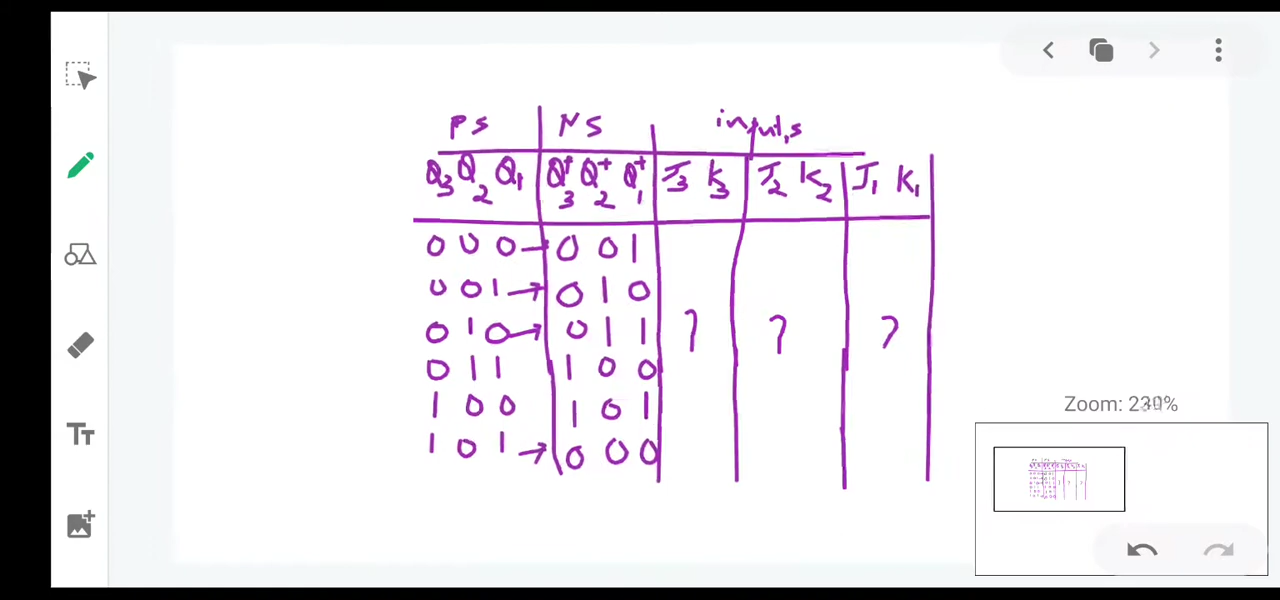 PS NS inputs
Q3 Q2 Q1 Q3+ Q2+ Q1+ J3 K3 J2 K2 J1 K1
0 0 0 → 0 0 1
0 0 1 → 0 1 0
0 1 0 → 0 1 1 ? ? ?
0 1 1 1 0 0
1 0 0 1 0 1
1 0 1 → 0 0 0
Tт
Zoom: 230%